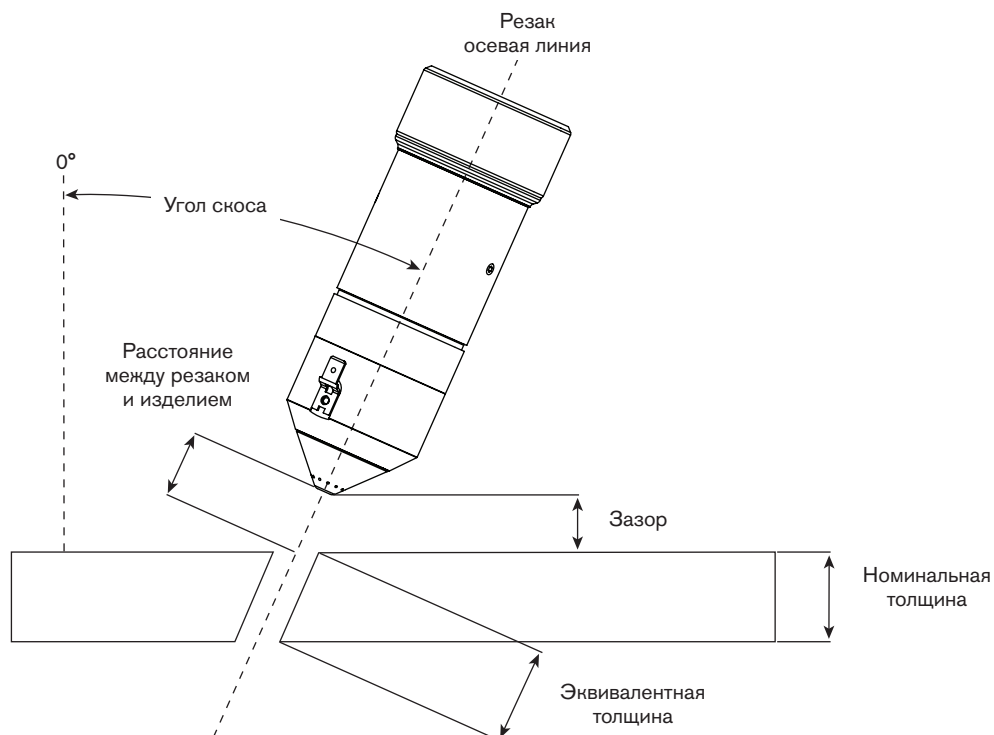 Резак
осевая линия
0°
Угол скоса
Расстояние
между резаком
и изделием
Зазор
Номинальная
толщина
Эквивалентная
толщина